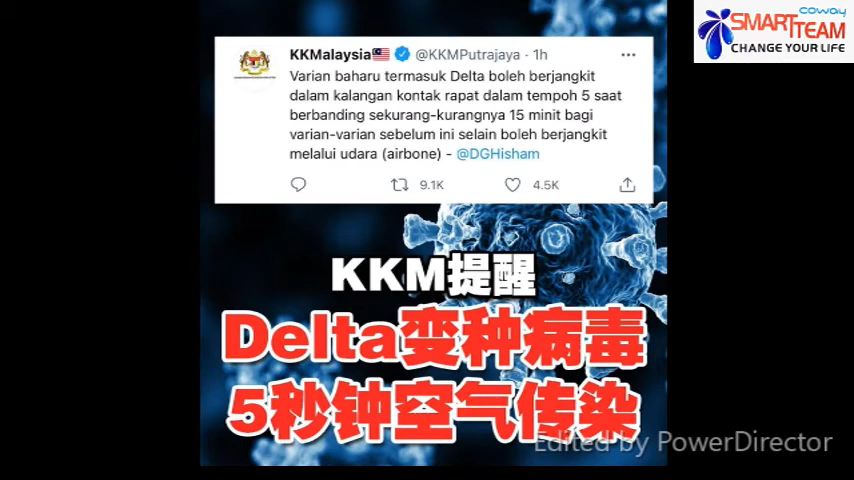 coway
SMART TEAM
CHANGE YOUR LIFE
KKMalaysia🇲🇾 @KKMPutrajaya · 1h
Varian baharu termasuk Delta boleh berjangkit
dalam kalangan kontak rapat dalam tempoh 5 saat
berbanding sekurang-kurangnya 15 minit bagi
varian-varian sebelum ini selain boleh berjangkit
melalui udara (airbone) - @DGHisham
9.1K 4.5K
KKM提醒
Delta变种病毒
5秒钟空气传染
Edited by PowerDirector